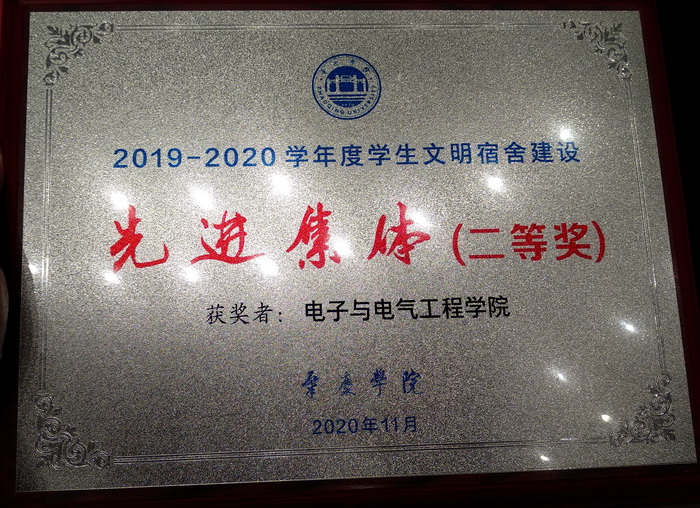 2019-2020学年度学生文明宿舍建设
先进集体(二等奖)
获奖者：电子与电气工程学院
肇庆學院
2020年11月